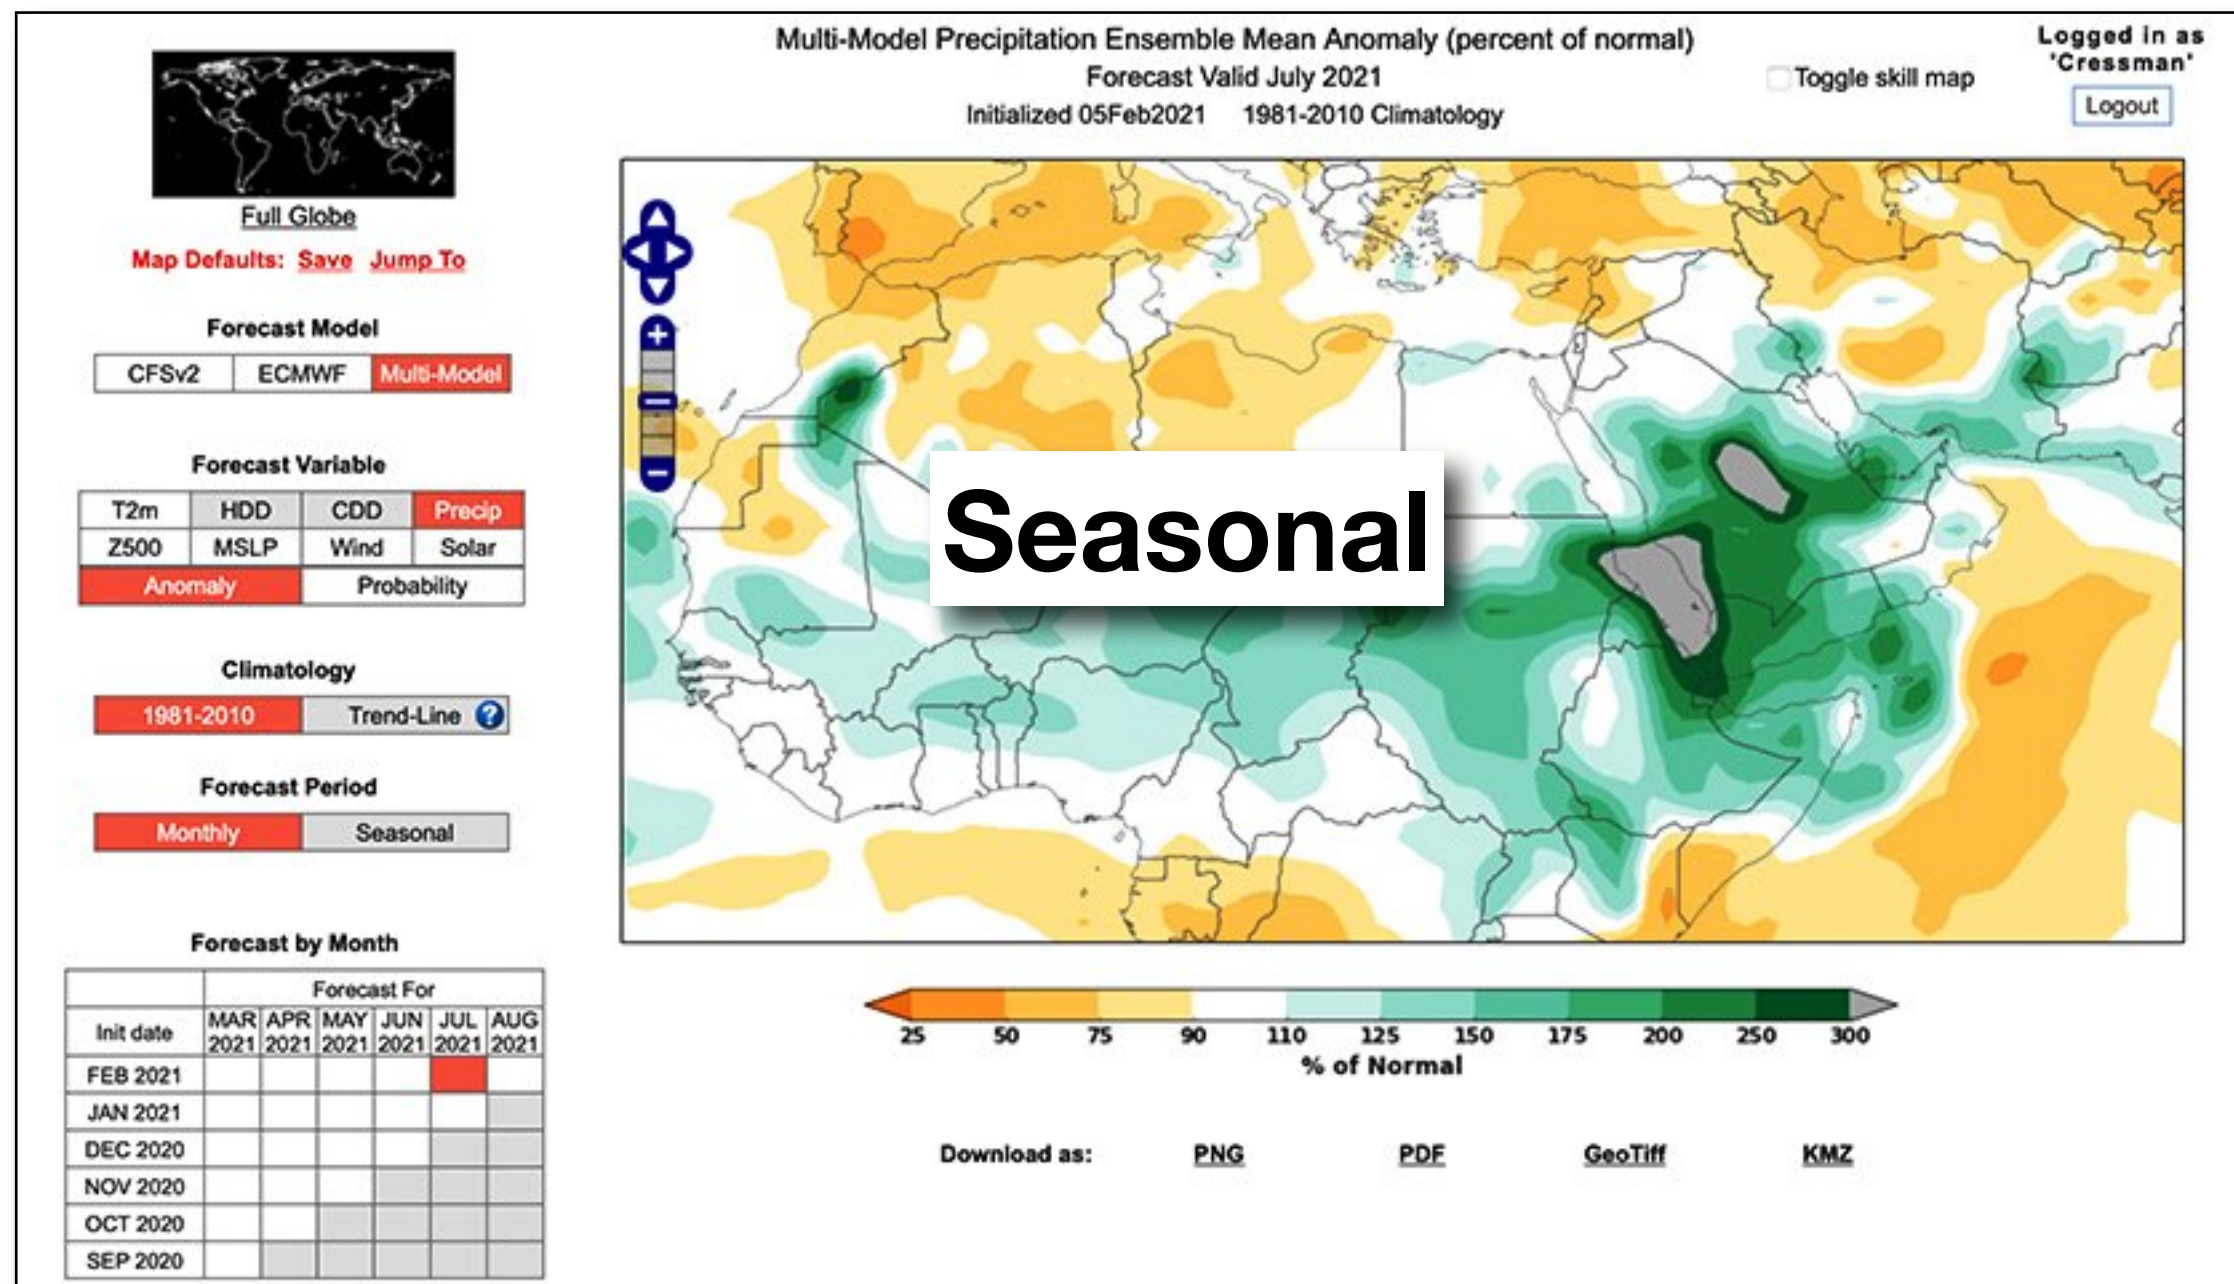 Multi-Model Precipitation Ensemble Mean Anomaly (percent of normal)
Forecast Valid July 2021
Initialized 05Feb2021 1981-2010 Climatology
Toggle skill map
Logged in as
'Cressman'
Logout
Full Globe
Map Defaults: Save Jump To
Forecast Model
CFSv2 ECMWF Multi-Model
Forecast Variable
T2m HDD CDD Precip
Z500 MSLP Wind Solar
Anomaly Probability
Climatology
1981-2010 Trend-Line ?
Forecast Period
Monthly Seasonal
Forecast by Month
Forecast For
Init date MAR 2021 APR 2021 MAY 2021 JUN 2021 JUL 2021 AUG 2021
FEB 2021
JAN 2021
DEC 2020
NOV 2020
OCT 2020
SEP 2020
Seasonal
25 50 75 90 110 125 150 175 200 250 300
% of Normal
Download as: PNG PDF GeoTiff KMZ